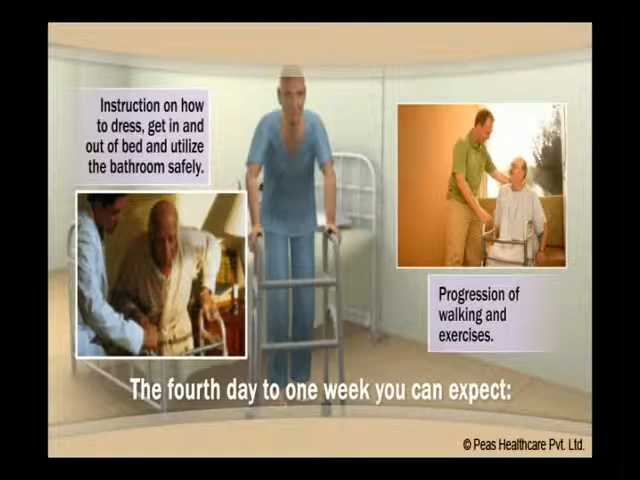 Instruction on how
to dress, get in and
out of bed and utilize
the bathroom safely.
Progression of
walking and
exercises.
The fourth day to one week you can expect:
© Peas Healthcare Pvt. Ltd.